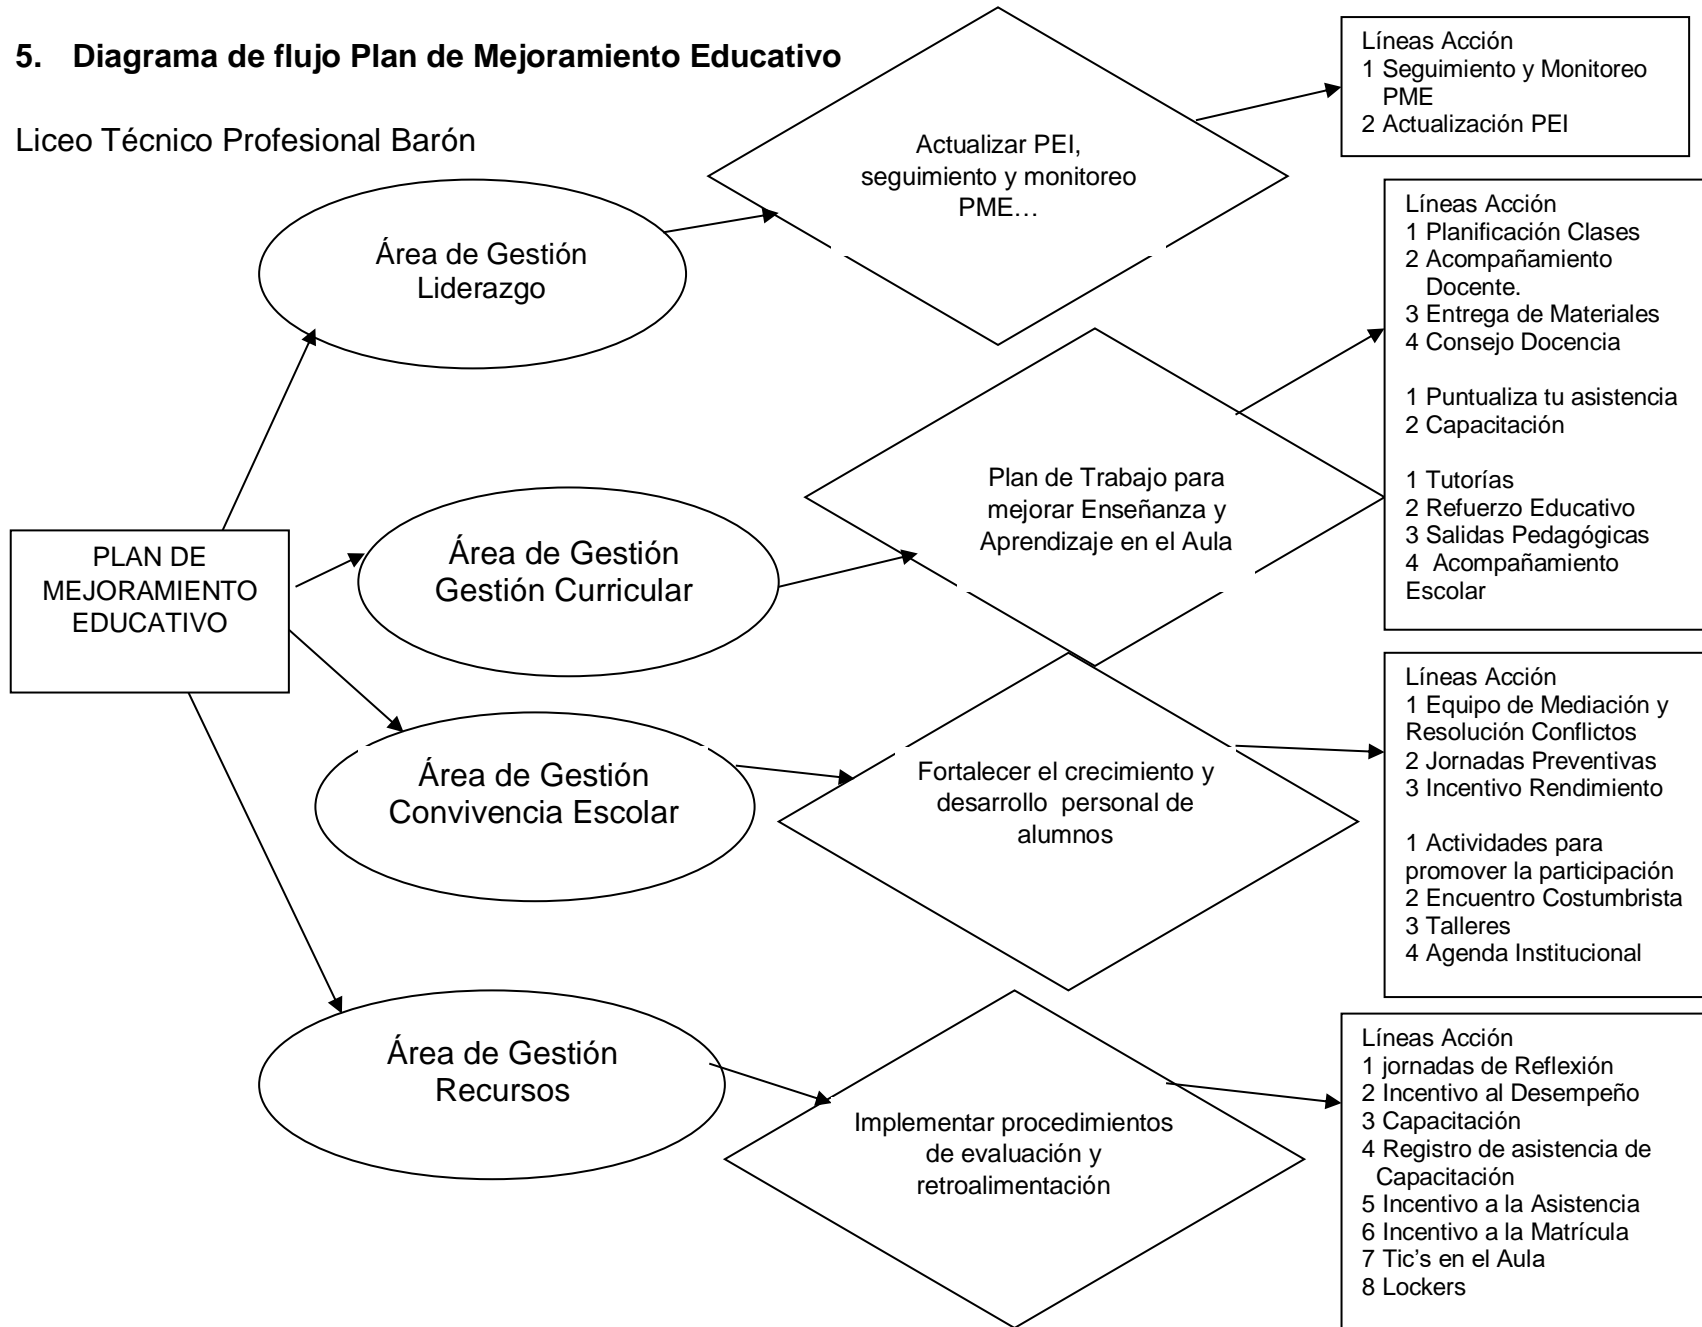 5. Diagrama de flujo Plan de Mejoramiento Educativo
Liceo Técnico Profesional Barón
PLAN DE
MEJORAMIENTO
EDUCATIVO
Área de Gestión
Liderazgo
Actualizar PEI,
seguimiento y monitoreo
PME…
Líneas Acción
1 Seguimiento y Monitoreo
PME
2 Actualización PEI
Área de Gestión
Gestión Curricular
Plan de Trabajo para
mejorar Enseñanza y
Aprendizaje en el Aula
Líneas Acción
1 Planificación Clases
2 Acompañamiento
Docente.
3 Entrega de Materiales
4 Consejo Docencia
1 Puntualiza tu asistencia
2 Capacitación
1 Tutorías
2 Refuerzo Educativo
3 Salidas Pedagógicas
4 Acompañamiento
Escolar
Área de Gestión
Convivencia Escolar
Fortalecer el crecimiento y
desarrollo personal de
alumnos
Líneas Acción
1 Equipo de Mediación y
Resolución Conflictos
2 Jornadas Preventivas
3 Incentivo Rendimiento
1 Actividades para
promover la participación
2 Encuentro Costumbrista
3 Talleres
4 Agenda Institucional
Área de Gestión
Recursos
Implementar procedimientos
de evaluación y
retroalimentación
Líneas Acción
1 jornadas de Reflexión
2 Incentivo al Desempeño
3 Capacitación
4 Registro de asistencia de
Capacitación
5 Incentivo a la Asistencia
6 Incentivo a la Matrícula
7 Tic's en el Aula
8 Lockers